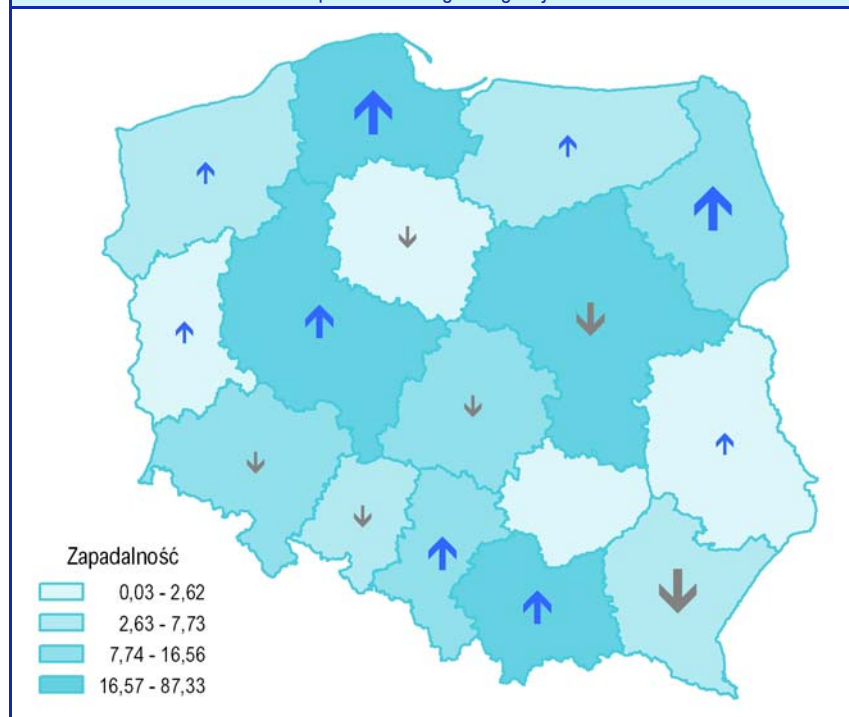 Zapadalność
0,03 - 2,62
2,63 - 7,73
7,74 - 16,56
16,57 - 87,33